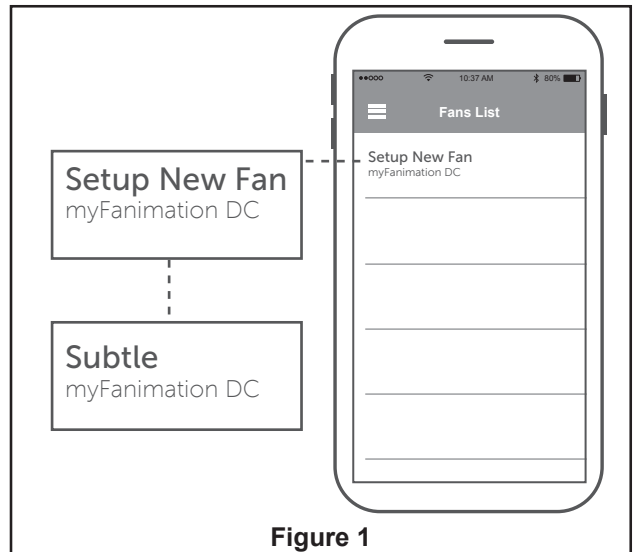 10:37 AM
80%
Fans List
Setup New Fan
myFanimation DC
Setup New Fan
myFanimation DC
Subtle
myFanimation DC
Figure 1